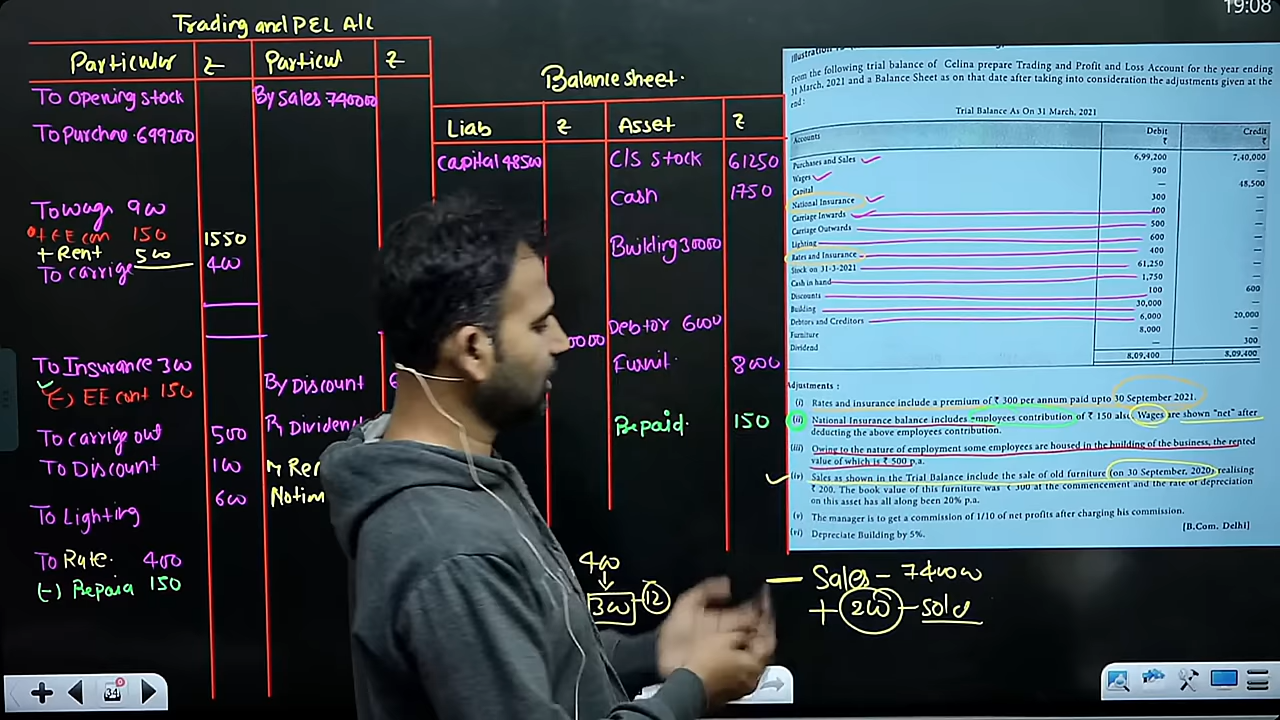 19:08
Trading and P&L A/c
Particular ₹ Particul ₹
To opening stock By Sales 740000
To Purchase 699200
To wage 900
+ EE con 150 1550
+ Rent 500
To carrige 400
To Insurance 300
(-) EE cont 150 By Discount 6
To carrige out 500 By Dividend
To Discount 100 Ren
600 Notion
To Lighting
To Rate. 400
(-) Prepaid 150
Balance sheet.
Liab ₹ Asset ₹
Capital 48500 C/S Stock 61250
Cash 1750
Building 30000
0000 Debtor 6000
Furnit. 8000
Prepaid. 150
400
300 12
Sales - 740000
+ 200 - sold
From the following trial balance of Celina prepare Trading and Profit and Loss Account for the year ending
31 March, 2021 and a Balance Sheet as on that date after taking into consideration the adjustments given at the
end :
Trial Balance As On 31 March, 2021
Accounts Debit ₹ Credit ₹
Purchases and Sales 6,99,200 7,40,000
Wages 900 —
Capital — 48,500
National Insurance 300 —
Carriage Inwards 400 —
Carriage Outwards 500 —
Lighting 600 —
Rates and Insurance 400 —
Stock on 31-3-2021 61,250 —
Cash in hand 1,750 —
Discounts 100 600
Building 30,000 —
Debtors and Creditors 6,000 20,000
Furniture 8,000 —
Dividend — 300
8,09,400 8,09,400
Adjustments :
(i) Rates and insurance include a premium of ₹ 300 per annum paid upto 30 September 2021.
(ii) National Insurance balance includes employees contribution of ₹ 150 also. Wages are shown "net" after
deducting the above employees contribution.
(iii) Owing to the nature of employment some employees are housed in the building of the business, the rented
value of which is ₹ 500 p.a.
(iv) Sales as shown in the Trial Balance include the sale of old furniture (on 30 September, 2020) realising
₹ 200. The book value of this furniture was ₹ 300 at the commencement and the rate of depreciation
on this asset has all along been 20% p.a.
(v) The manager is to get a commission of 1/10 of net profits after charging his commission.
[B.Com. Delhi]
(vi) Depreciate Building by 5%.
34